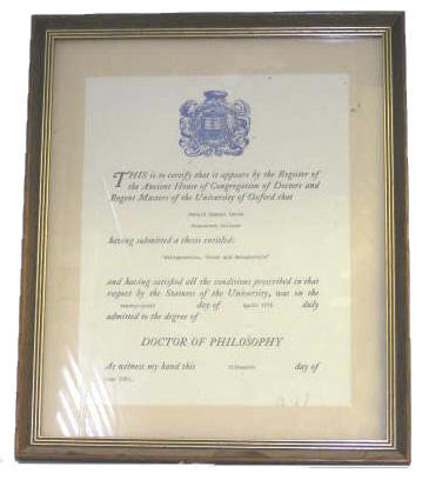 THIS is to certify that it appears by the Register of
the Ancient House of Congregation of Doctors and
Regent Masters of the University of Oxford that
College
having submitted a thesis entitled:
and having satisfied all the conditions prescribed in that
respect by the Statutes of the University, was on the
day of April duly
admitted to the degree of
DOCTOR OF PHILOSOPHY
As witness my hand this fifteenth day of